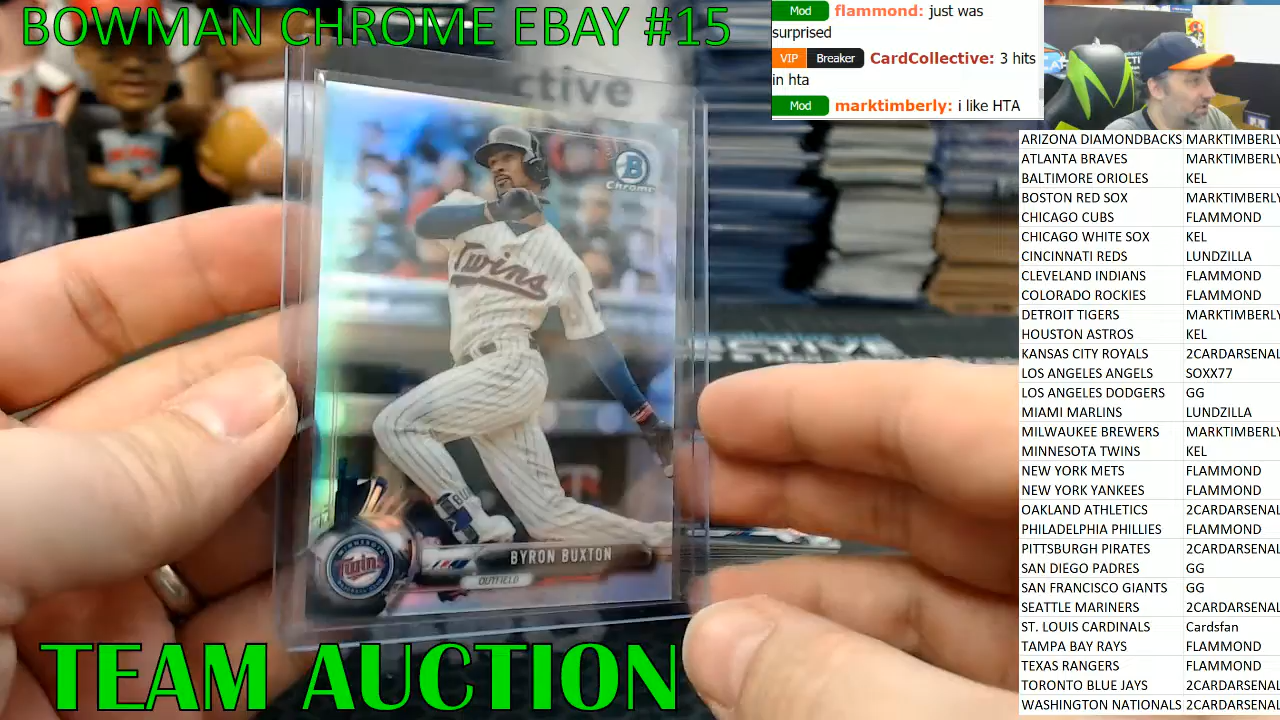 BOWMAN CHROME EBAY #15
Mod flammond: just was
surprised
VIP Breaker CardCollective: 3 hits
in hta
Mod marktimberly: i like HTA
ctive
B
Chrome
Twins
BYRON BUXTON
OUTFIELD
MINNESOTA
Twins
TEAM AUCTION
ARIZONA DIAMONDBACKS MARKTIMBERLY
ATLANTA BRAVES MARKTIMBERLY
BALTIMORE ORIOLES KEL
BOSTON RED SOX MARKTIMBERLY
CHICAGO CUBS FLAMMOND
CHICAGO WHITE SOX KEL
CINCINNATI REDS LUNDZILLA
CLEVELAND INDIANS FLAMMOND
COLORADO ROCKIES FLAMMOND
DETROIT TIGERS MARKTIMBERLY
HOUSTON ASTROS KEL
KANSAS CITY ROYALS 2CARDARSENAL
LOS ANGELES ANGELS SOXX77
LOS ANGELES DODGERS GG
MIAMI MARLINS LUNDZILLA
MILWAUKEE BREWERS MARKTIMBERLY
MINNESOTA TWINS KEL
NEW YORK METS FLAMMOND
NEW YORK YANKEES FLAMMOND
OAKLAND ATHLETICS 2CARDARSENAL
PHILADELPHIA PHILLIES FLAMMOND
PITTSBURGH PIRATES 2CARDARSENAL
SAN DIEGO PADRES GG
SAN FRANCISCO GIANTS GG
SEATTLE MARINERS 2CARDARSENAL
ST. LOUIS CARDINALS Cardsfan
TAMPA BAY RAYS FLAMMOND
TEXAS RANGERS FLAMMOND
TORONTO BLUE JAYS 2CARDARSENAL
WASHINGTON NATIONALS 2CARDARSENAL